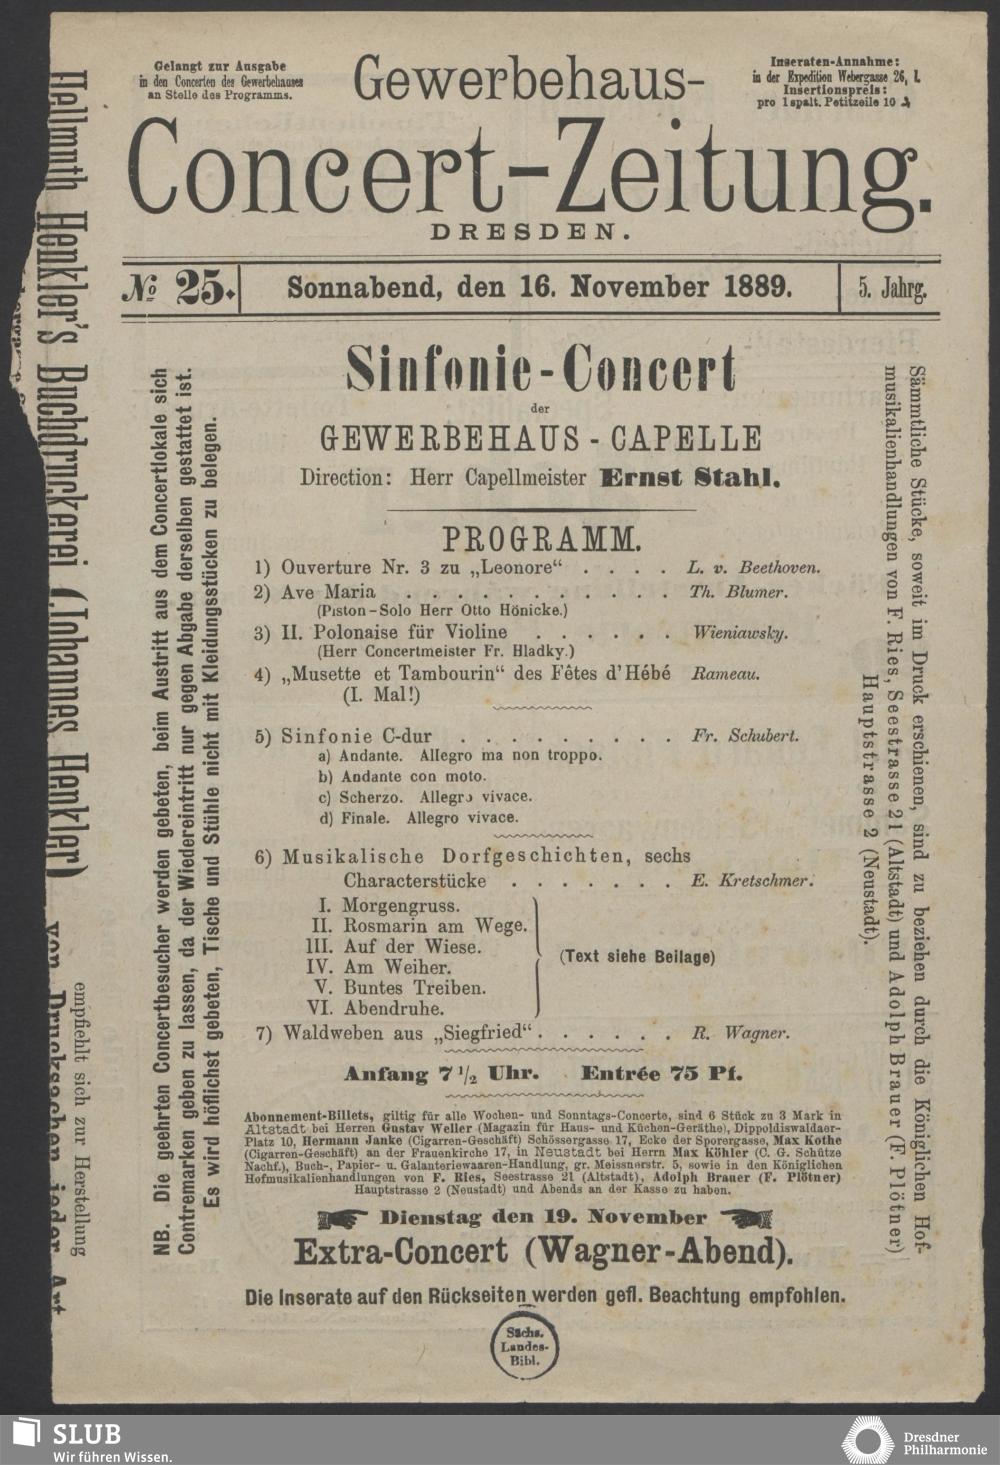 Gelangt zur Ausgabe
in den Concerten des Gewerbehauses
an Stelle des Programms.
Gewerbehaus-
Inseraten-Annahme:
in der Expedition Webergasse 26, I.
Insertionspreis:
pro 1spalt. Petitzeile 10 ₰
Concert-Zeitung.
DRESDEN.
№ 25.
Sonnabend, den 16. November 1889.
5. Jahrg.
Sinfonie-Concert
der
GEWERBEHAUS-CAPELLE
Direction: Herr Capellmeister Ernst Stahl.
PROGRAMM.
1) Ouverture Nr. 3 zu „Leonore“ . . . . L. v. Beethoven.
2) Ave Maria . . . . . . . . . . . Th. Blumer.
(Piston-Solo Herr Otto Hönicke.)
3) II. Polonaise für Violine . . . . . . Wieniawsky.
(Herr Concertmeister Fr. Hladky.)
4) „Musette et Tambourin“ des Fêtes d'Hébé Rameau.
(I. Mal!)
5) Sinfonie C-dur . . . . . . . . . Fr. Schubert.
a) Andante. Allegro ma non troppo.
b) Andante con moto.
c) Scherzo. Allegro vivace.
d) Finale. Allegro vivace.
6) Musikalische Dorfgeschichten, sechs
Characterstücke . . . . . . . E. Kretschmer.
I. Morgengruss.
II. Rosmarin am Wege.
III. Auf der Wiese.
IV. Am Weiher.
V. Buntes Treiben.
VI. Abendruhe.
(Text siehe Beilage)
7) Waldweben aus „Siegfried“ . . . . . . R. Wagner.
Anfang 7 1/2 Uhr. Entrée 75 Pf.
Abonnement-Billets, giltig für alle Wochen- und Sonntags-Concerte, sind 6 Stück zu 3 Mark in
Altstadt bei Herren Gustav Weller (Magazin für Haus- und Küchen-Geräthe), Dippoldiswaldaer-
Platz 10, Hermann Janke (Cigarren-Geschäft) Schössergasse 17, Ecke der Sporergasse, Max Kothe
(Cigarren-Geschäft) an der Frauenkirche 17, in Neustadt bei Herrn Max Köhler (C. G. Schütze
Nachf.), Buch-, Papier- u. Galanteriewaaren-Handlung, gr. Meissnerstr. 5, sowie in den Königlichen
Hofmusikalienhandlungen von F. Ries, Seestrasse 21 (Altstadt), Adolph Brauer (F. Plötner)
Hauptstrasse 2 (Neustadt) und Abends an der Kasse zu haben.
Dienstag den 19. November
Extra-Concert (Wagner-Abend).
Die Inserate auf den Rückseiten werden gefl. Beachtung empfohlen.
Sächs.
Landes-
Bibl.
Hellmuth Henkler's Buchdruckerei (Johannes Henkler)
empfiehlt sich zur Herstellung
von Drucksachen jeder Art
NB. Die geehrten Concertbesucher werden gebeten, beim Austritt aus dem Concertlokale sich
Contremarken geben zu lassen, da der Wiedereintritt nur gegen Abgabe derselben gestattet ist.
Es wird höflichst gebeten, Tische und Stühle nicht mit Kleidungsstücken zu belegen.
Sämmtliche Stücke, soweit im Druck erschienen, sind zu beziehen durch die Königlichen Hof-
musikalienhandlungen von F. Ries, Seestrasse 21 (Altstadt) und Adolph Brauer (F. Plötner)
Hauptstrasse 2 (Neustadt).
SLUB
Wir führen Wissen.
Dresdner
Philharmonie